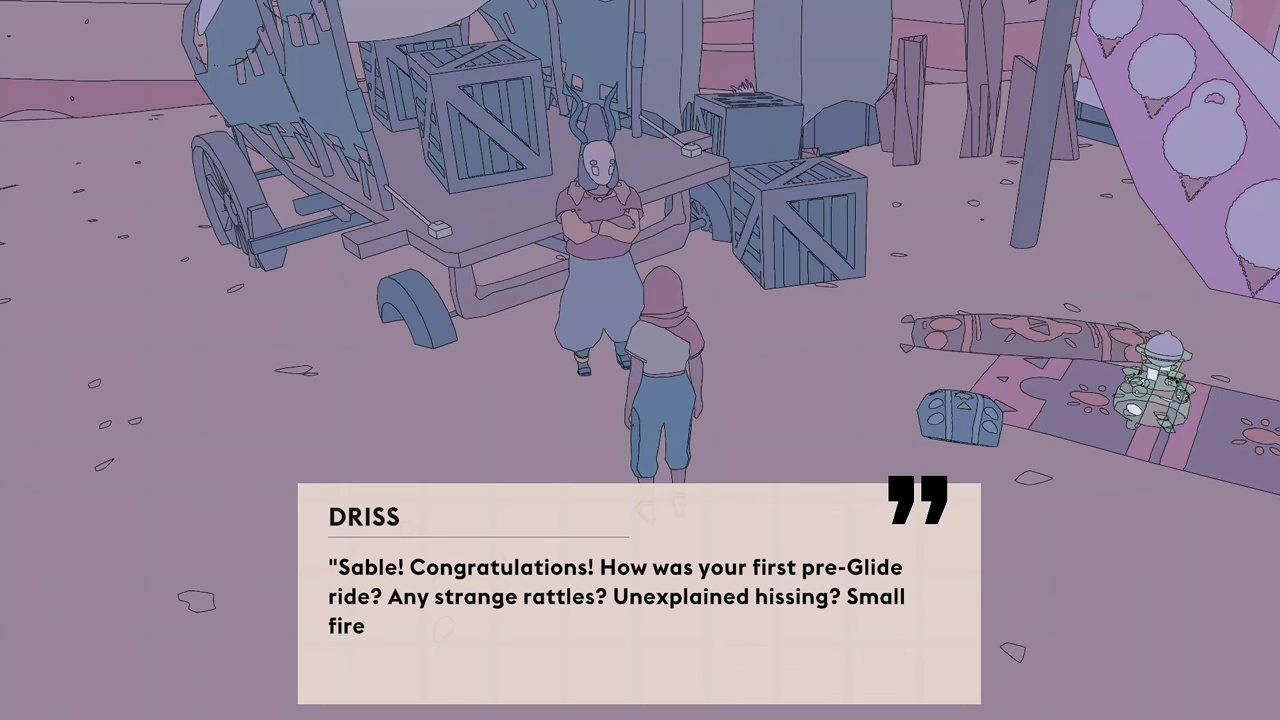 DRISS
"Sable! Congratulations! How was your first pre-Glide
ride? Any strange rattles? Unexplained hissing? Small
fire